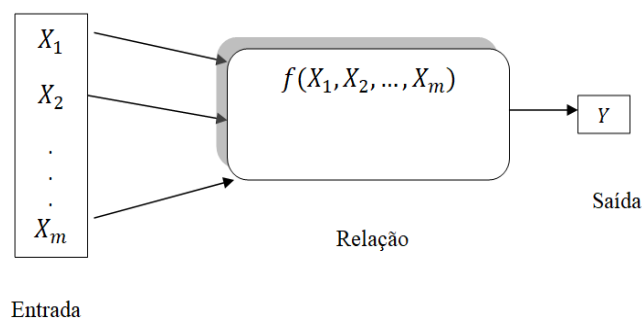 X₁
X₂
.
.
.
Xₘ
f(X₁, X₂, ..., Xₘ)
Y
Saída
Relação
Entrada